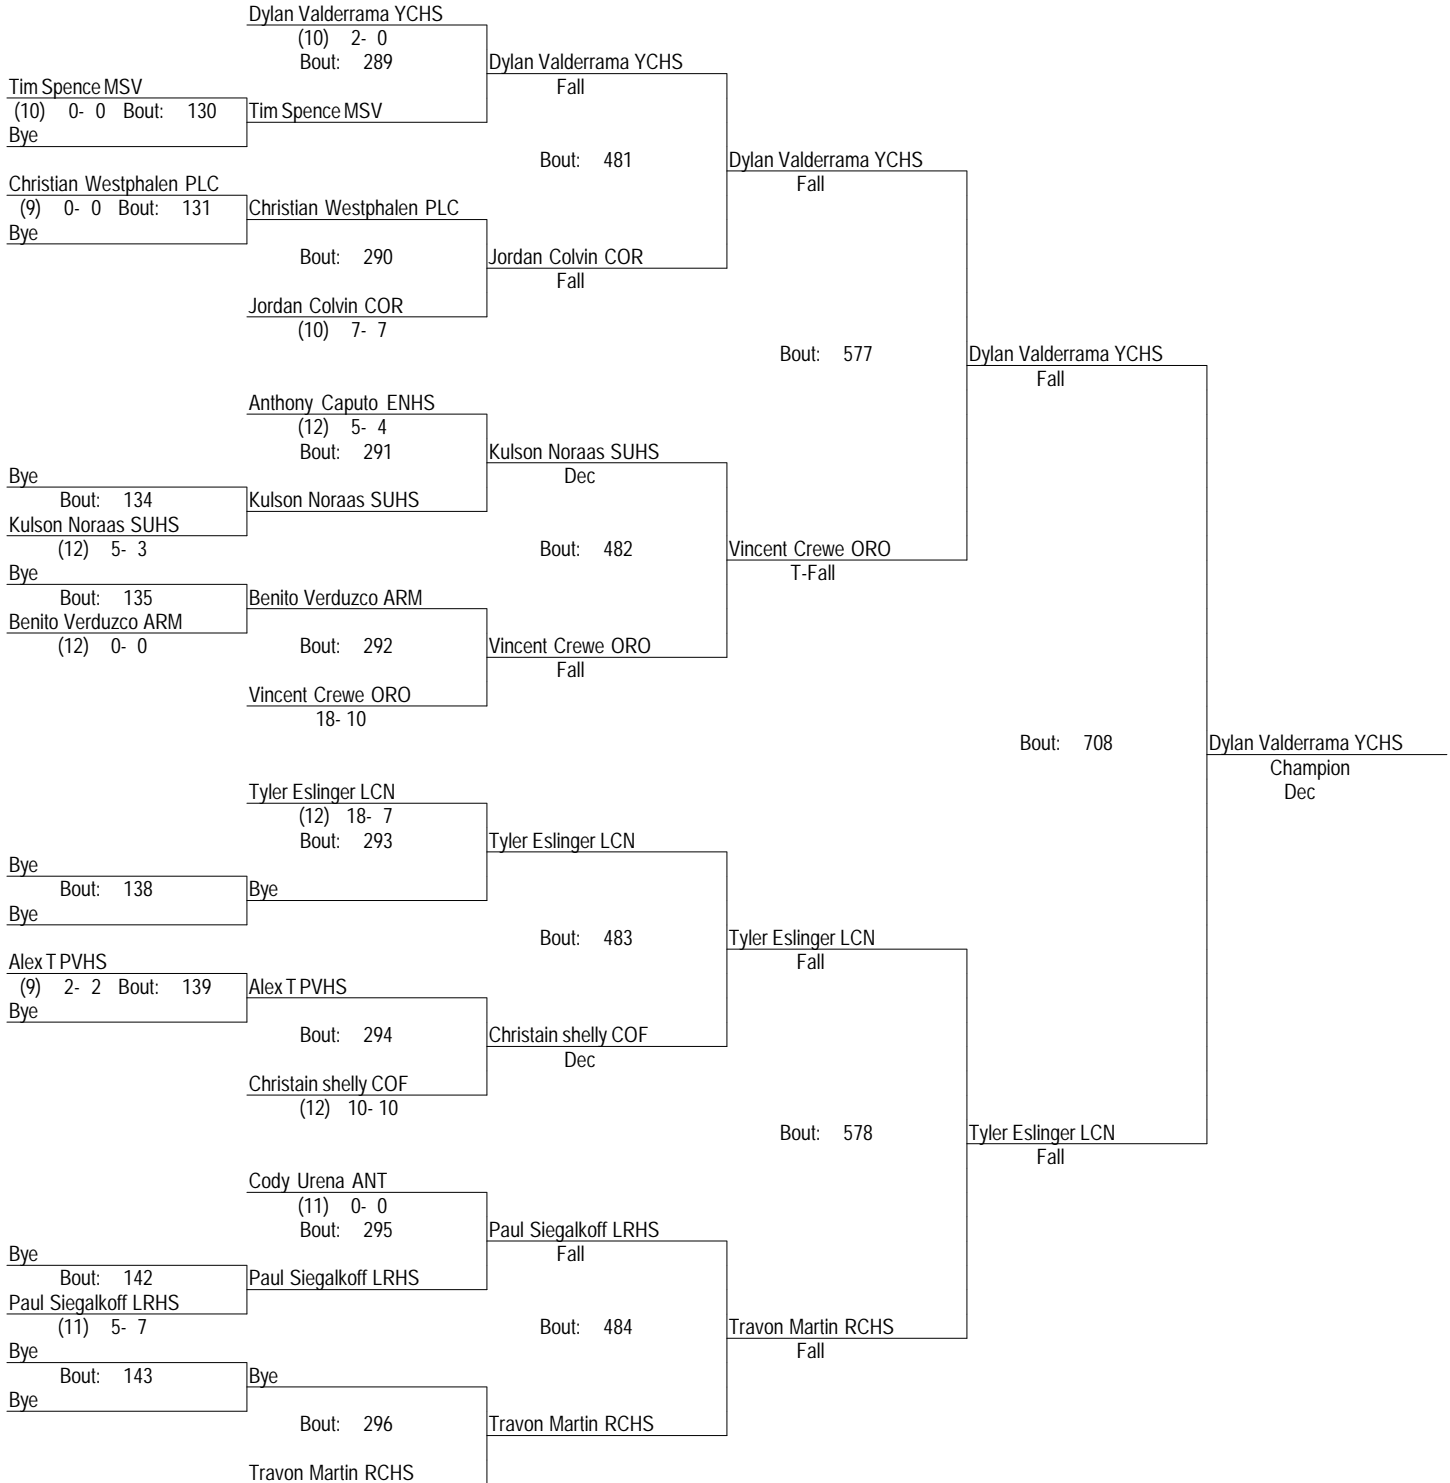 Dylan Valderrama YCHS
(10) 2- 0
Bout: 289
Dylan Valderrama YCHS
Fall
Tim Spence MSV
(10) 0- 0 Bout: 130
Tim Spence MSV
Bye
Bout: 481
Dylan Valderrama YCHS
Fall
Christian Westphalen PLC
(9) 0- 0 Bout: 131
Christian Westphalen PLC
Bye
Bout: 290
Jordan Colvin COR
Fall
Jordan Colvin COR
(10) 7- 7
Bout: 577
Dylan Valderrama YCHS
Fall
Anthony Caputo ENHS
(12) 5- 4
Bout: 291
Kulson Noraas SUHS
Dec
Bye
Bout: 134
Kulson Noraas SUHS
Kulson Noraas SUHS
(12) 5- 3
Bout: 482
Vincent Crewe ORO
T-Fall
Bye
Bout: 135
Benito Verduzco ARM
Benito Verduzco ARM
(12) 0- 0
Bout: 292
Vincent Crewe ORO
Fall
Vincent Crewe ORO
18- 10
Bout: 708
Dylan Valderrama YCHS
Champion
Dec
Tyler Eslinger LCN
(12) 18- 7
Bout: 293
Tyler Eslinger LCN
Bye
Bout: 138
Bye
Bye
Bout: 483
Tyler Eslinger LCN
Fall
Alex T PVHS
(9) 2- 2 Bout: 139
Alex T PVHS
Bye
Bout: 294
Christain shelly COF
Dec
Christain shelly COF
(12) 10- 10
Bout: 578
Tyler Eslinger LCN
Fall
Cody Urena ANT
(11) 0- 0
Bout: 295
Paul Siegalkoff LRHS
Fall
Bye
Bout: 142
Paul Siegalkoff LRHS
Paul Siegalkoff LRHS
(11) 5- 7
Bout: 484
Travon Martin RCHS
Fall
Bye
Bout: 143
Bye
Bye
Bout: 296
Travon Martin RCHS
Travon Martin RCHS